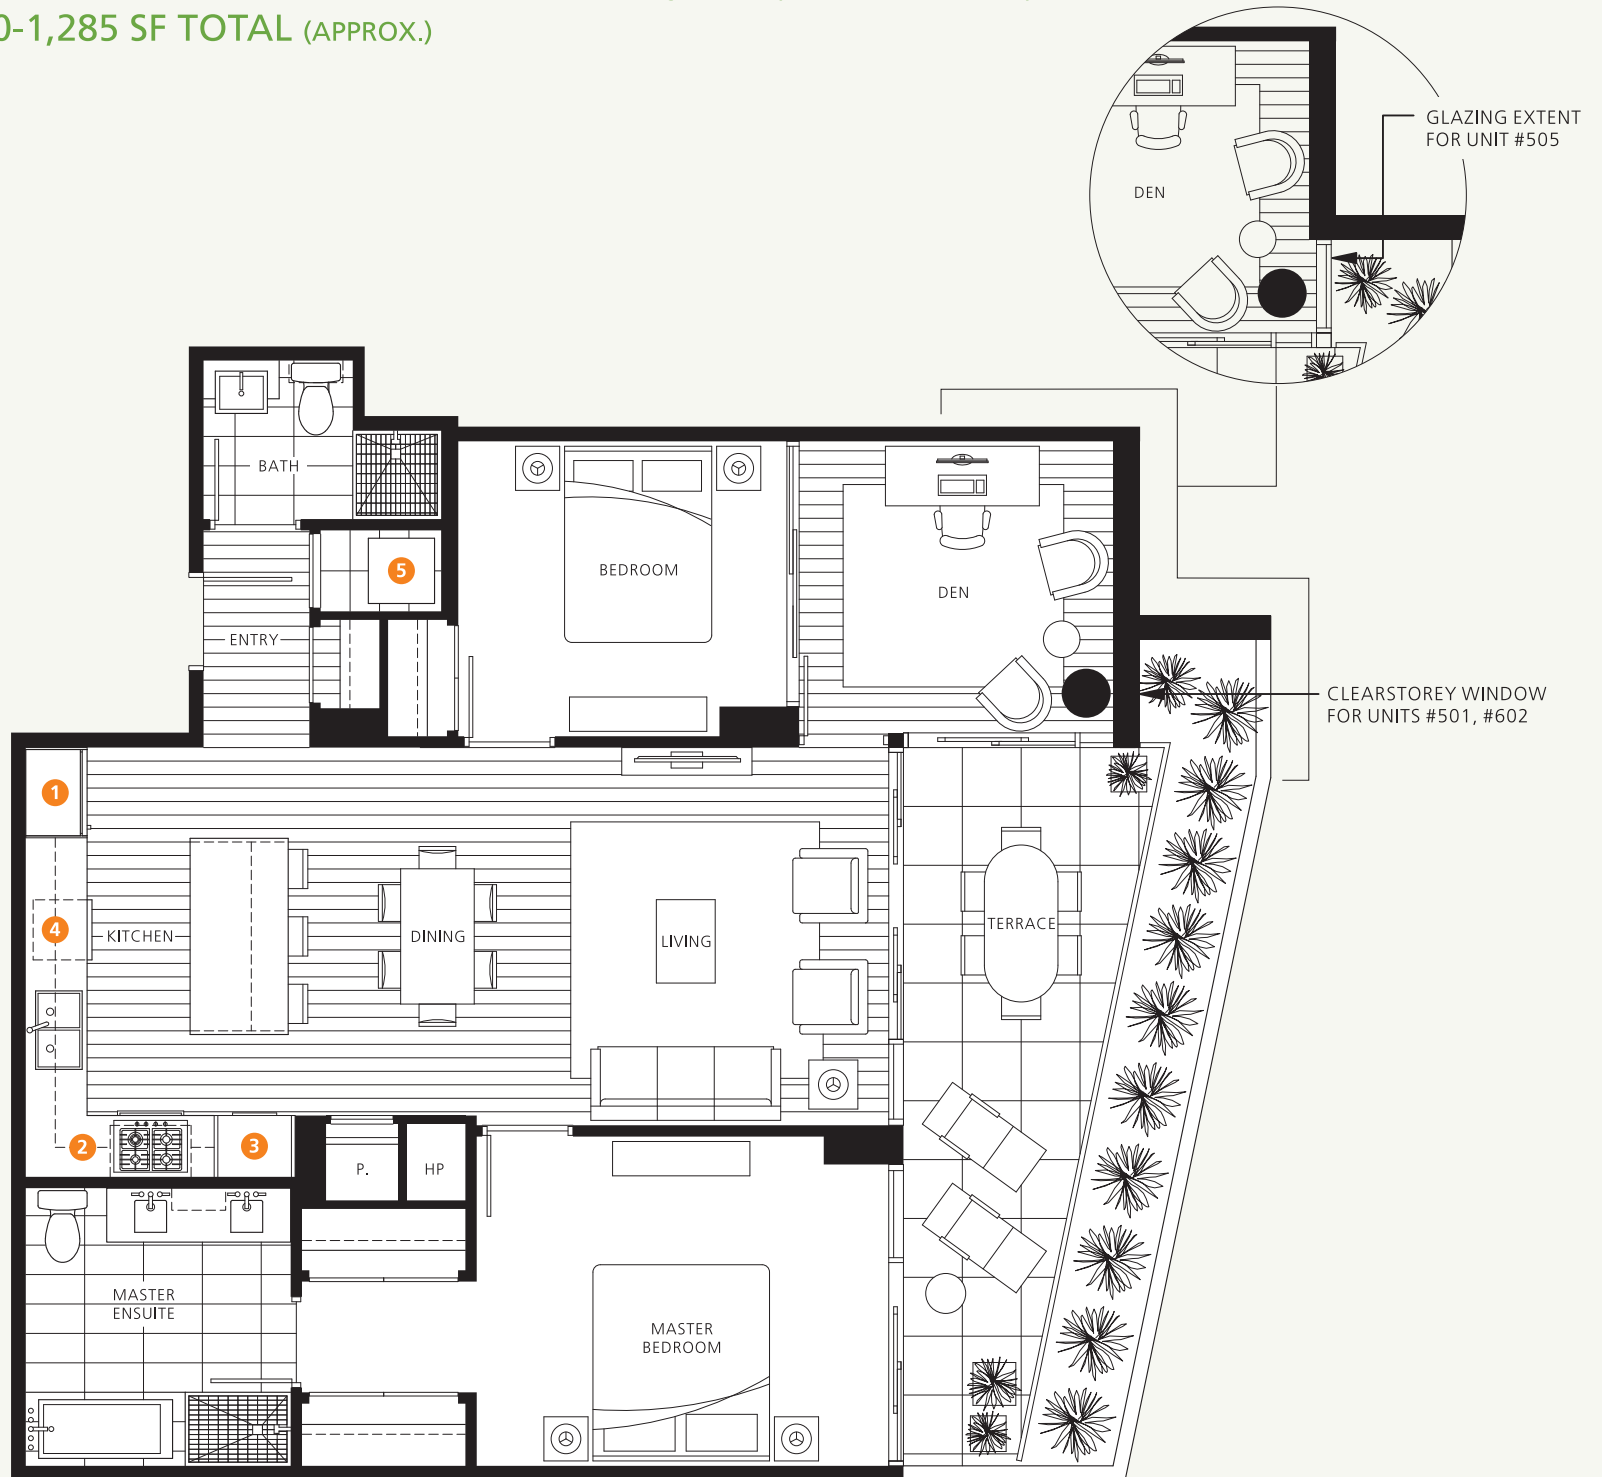 0-1,285 SF TOTAL (APPROX.)
GLAZING EXTENT
FOR UNIT #505
DEN
BATH
5
BEDROOM
DEN
ENTRY
CLEARSTOREY WINDOW
FOR UNITS #501, #602
1
4
KITCHEN
DINING
LIVING
TERRACE
2
3
P.
HP
MASTER
ENSUITE
MASTER
BEDROOM